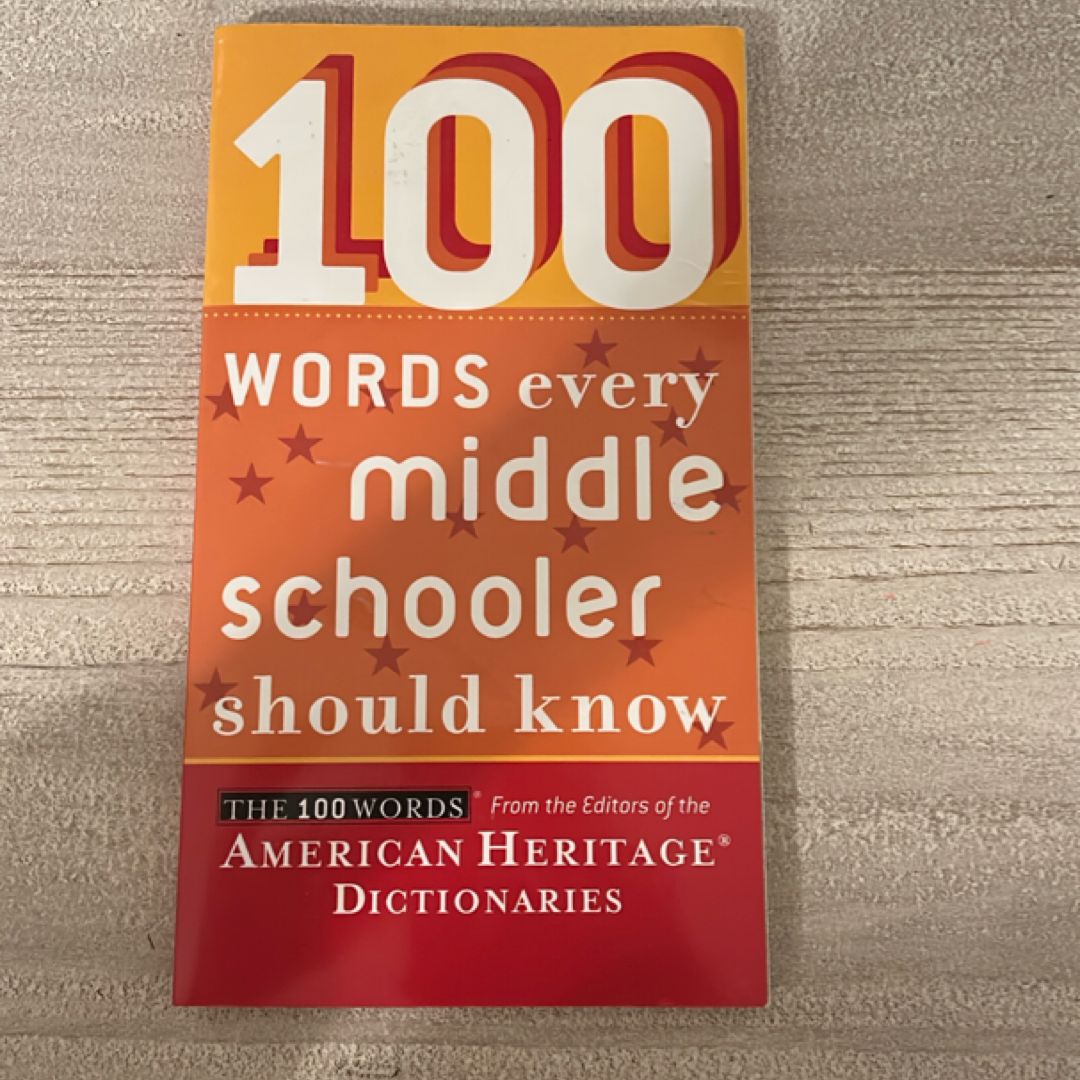 100
WORDS every
middle
schooler
should know
THE 100 WORDS® From the Editors of the
AMERICAN HERITAGE®
DICTIONARIES